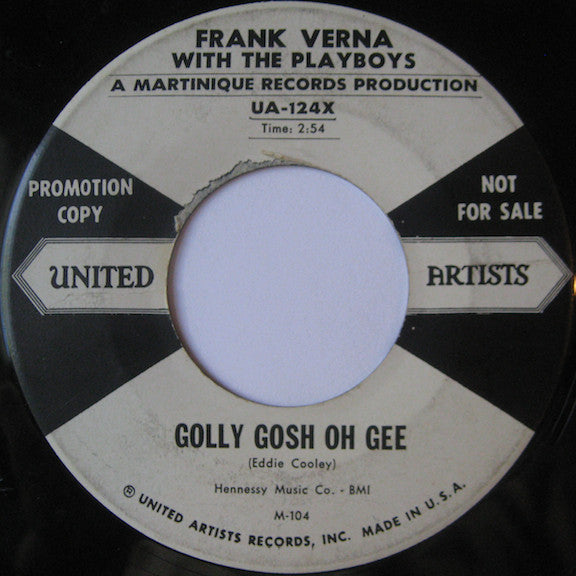 FRANK VERNA
WITH THE PLAYBOYS
A MARTINIQUE RECORDS PRODUCTION
UA-124X
Time: 2:54
PROMOTION
COPY
NOT
FOR SALE
UNITED ARTISTS
GOLLY GOSH OH GEE
(Eddie Cooley)
Hennessy Music Co. - BMI
M-104
® UNITED ARTISTS RECORDS, INC. MADE IN U.S.A.